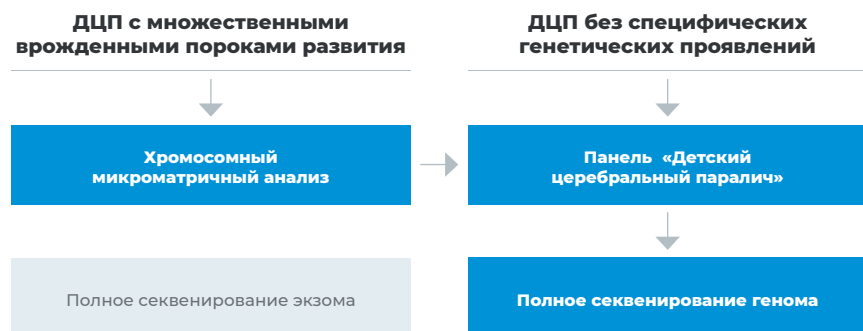 ДЦП с множественными
врожденными пороками развития
ДЦП без специфических
генетических проявлений
Хромосомный
микроматричный анализ
Панель «Детский
церебральный паралич»
Полное секвенирование экзома
Полное секвенирование генома